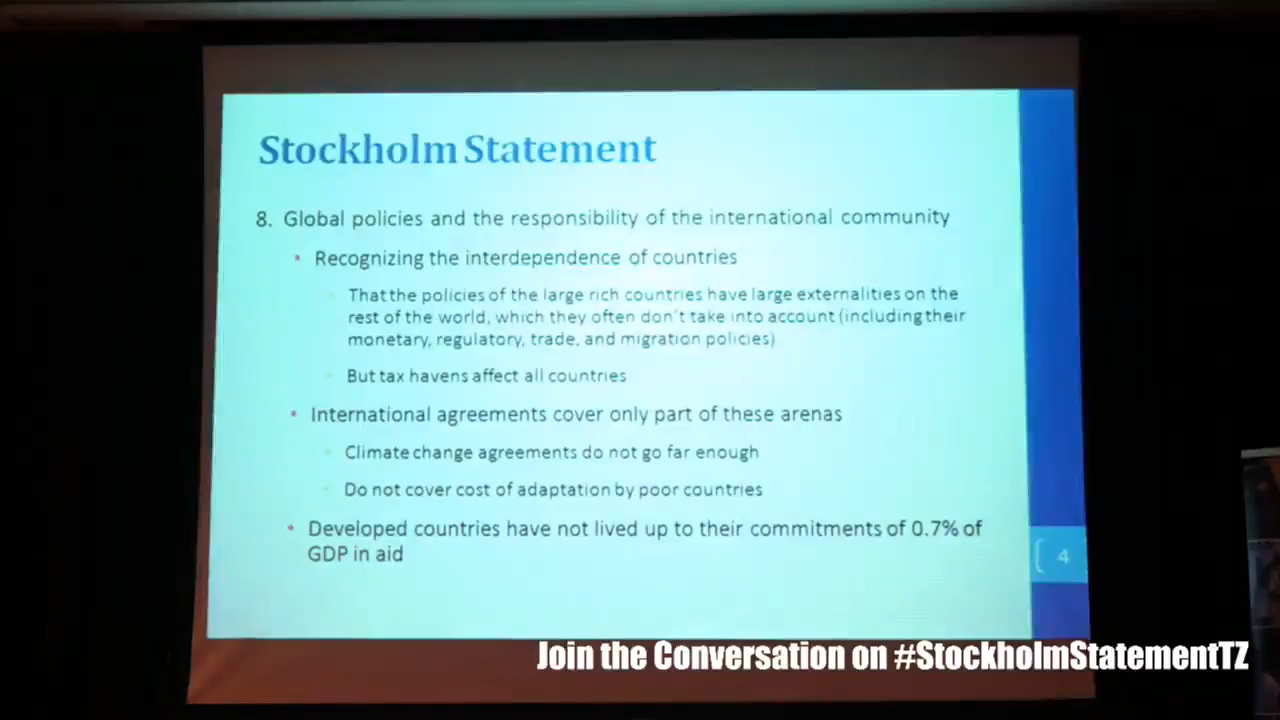 Stockholm Statement
8. Global policies and the responsibility of the international community
• Recognizing the interdependence of countries
That the policies of the large rich countries have large externalities on the
rest of the world, which they often don't take into account (including their
monetary, regulatory, trade, and migration policies)
But tax havens affect all countries
• International agreements cover only part of these arenas
Climate change agreements do not go far enough
Do not cover cost of adaptation by poor countries
• Developed countries have not lived up to their commitments of 0.7% of
GDP in aid
4
Join the Conversation on #StockholmStatementTZ